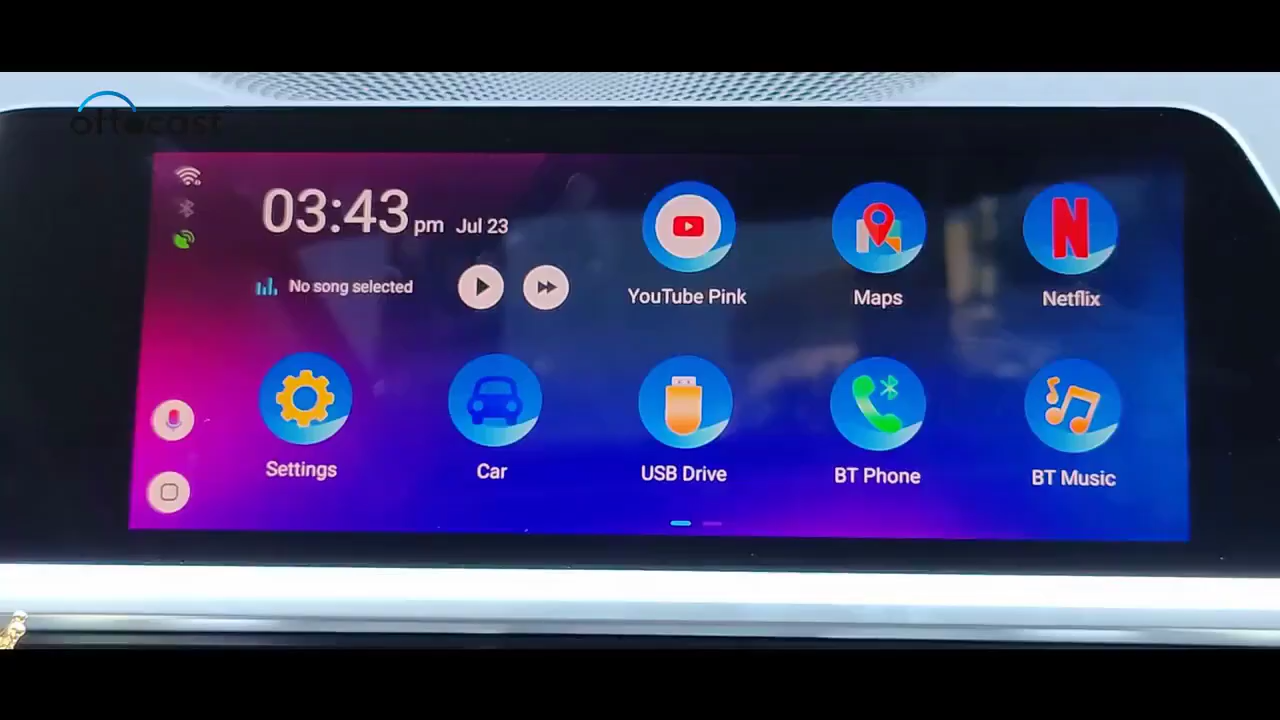 ottocast
03:43 pm Jul 23
No song selected
YouTube Pink
Maps
Netflix
Settings
Car
USB Drive
BT Phone
BT Music